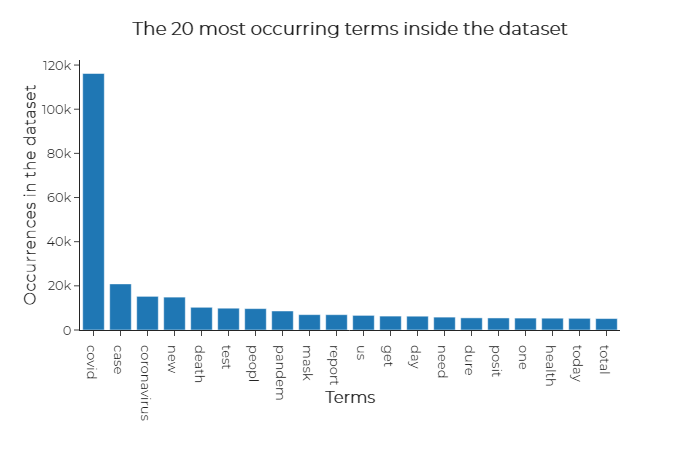 The 20 most occurring terms inside the dataset
Occurrences in the dataset
120k
100k
80k
60k
40k
20k
0
covid
case
coronavirus
new
death
test
peopl
pandem
mask
report
us
get
day
need
dure
posit
one
health
today
total
Terms